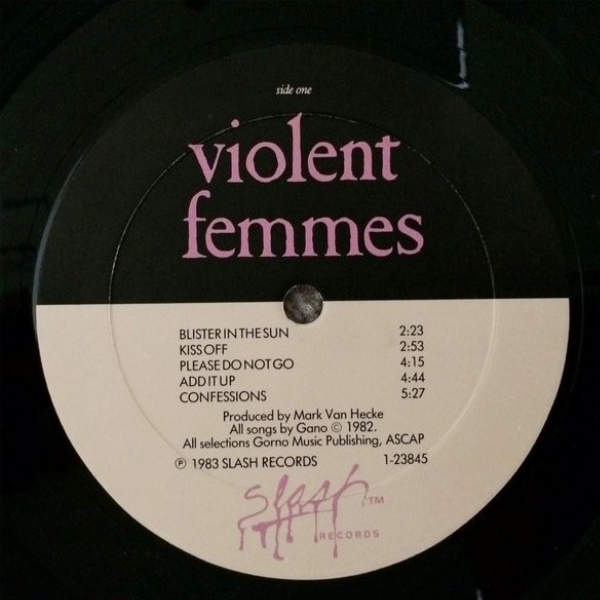 side one
violent
femmes
BLISTER IN THE SUN 2:23
KISS OFF 2:53
PLEASE DO NOT GO 4:15
ADD IT UP 4:44
CONFESSIONS 5:27
Produced by Mark Van Hecke
All songs by Gano © 1982.
All selections Gorno Music Publishing, ASCAP
℗ 1983 SLASH RECORDS 1-23845
Slash TM
RECORDS